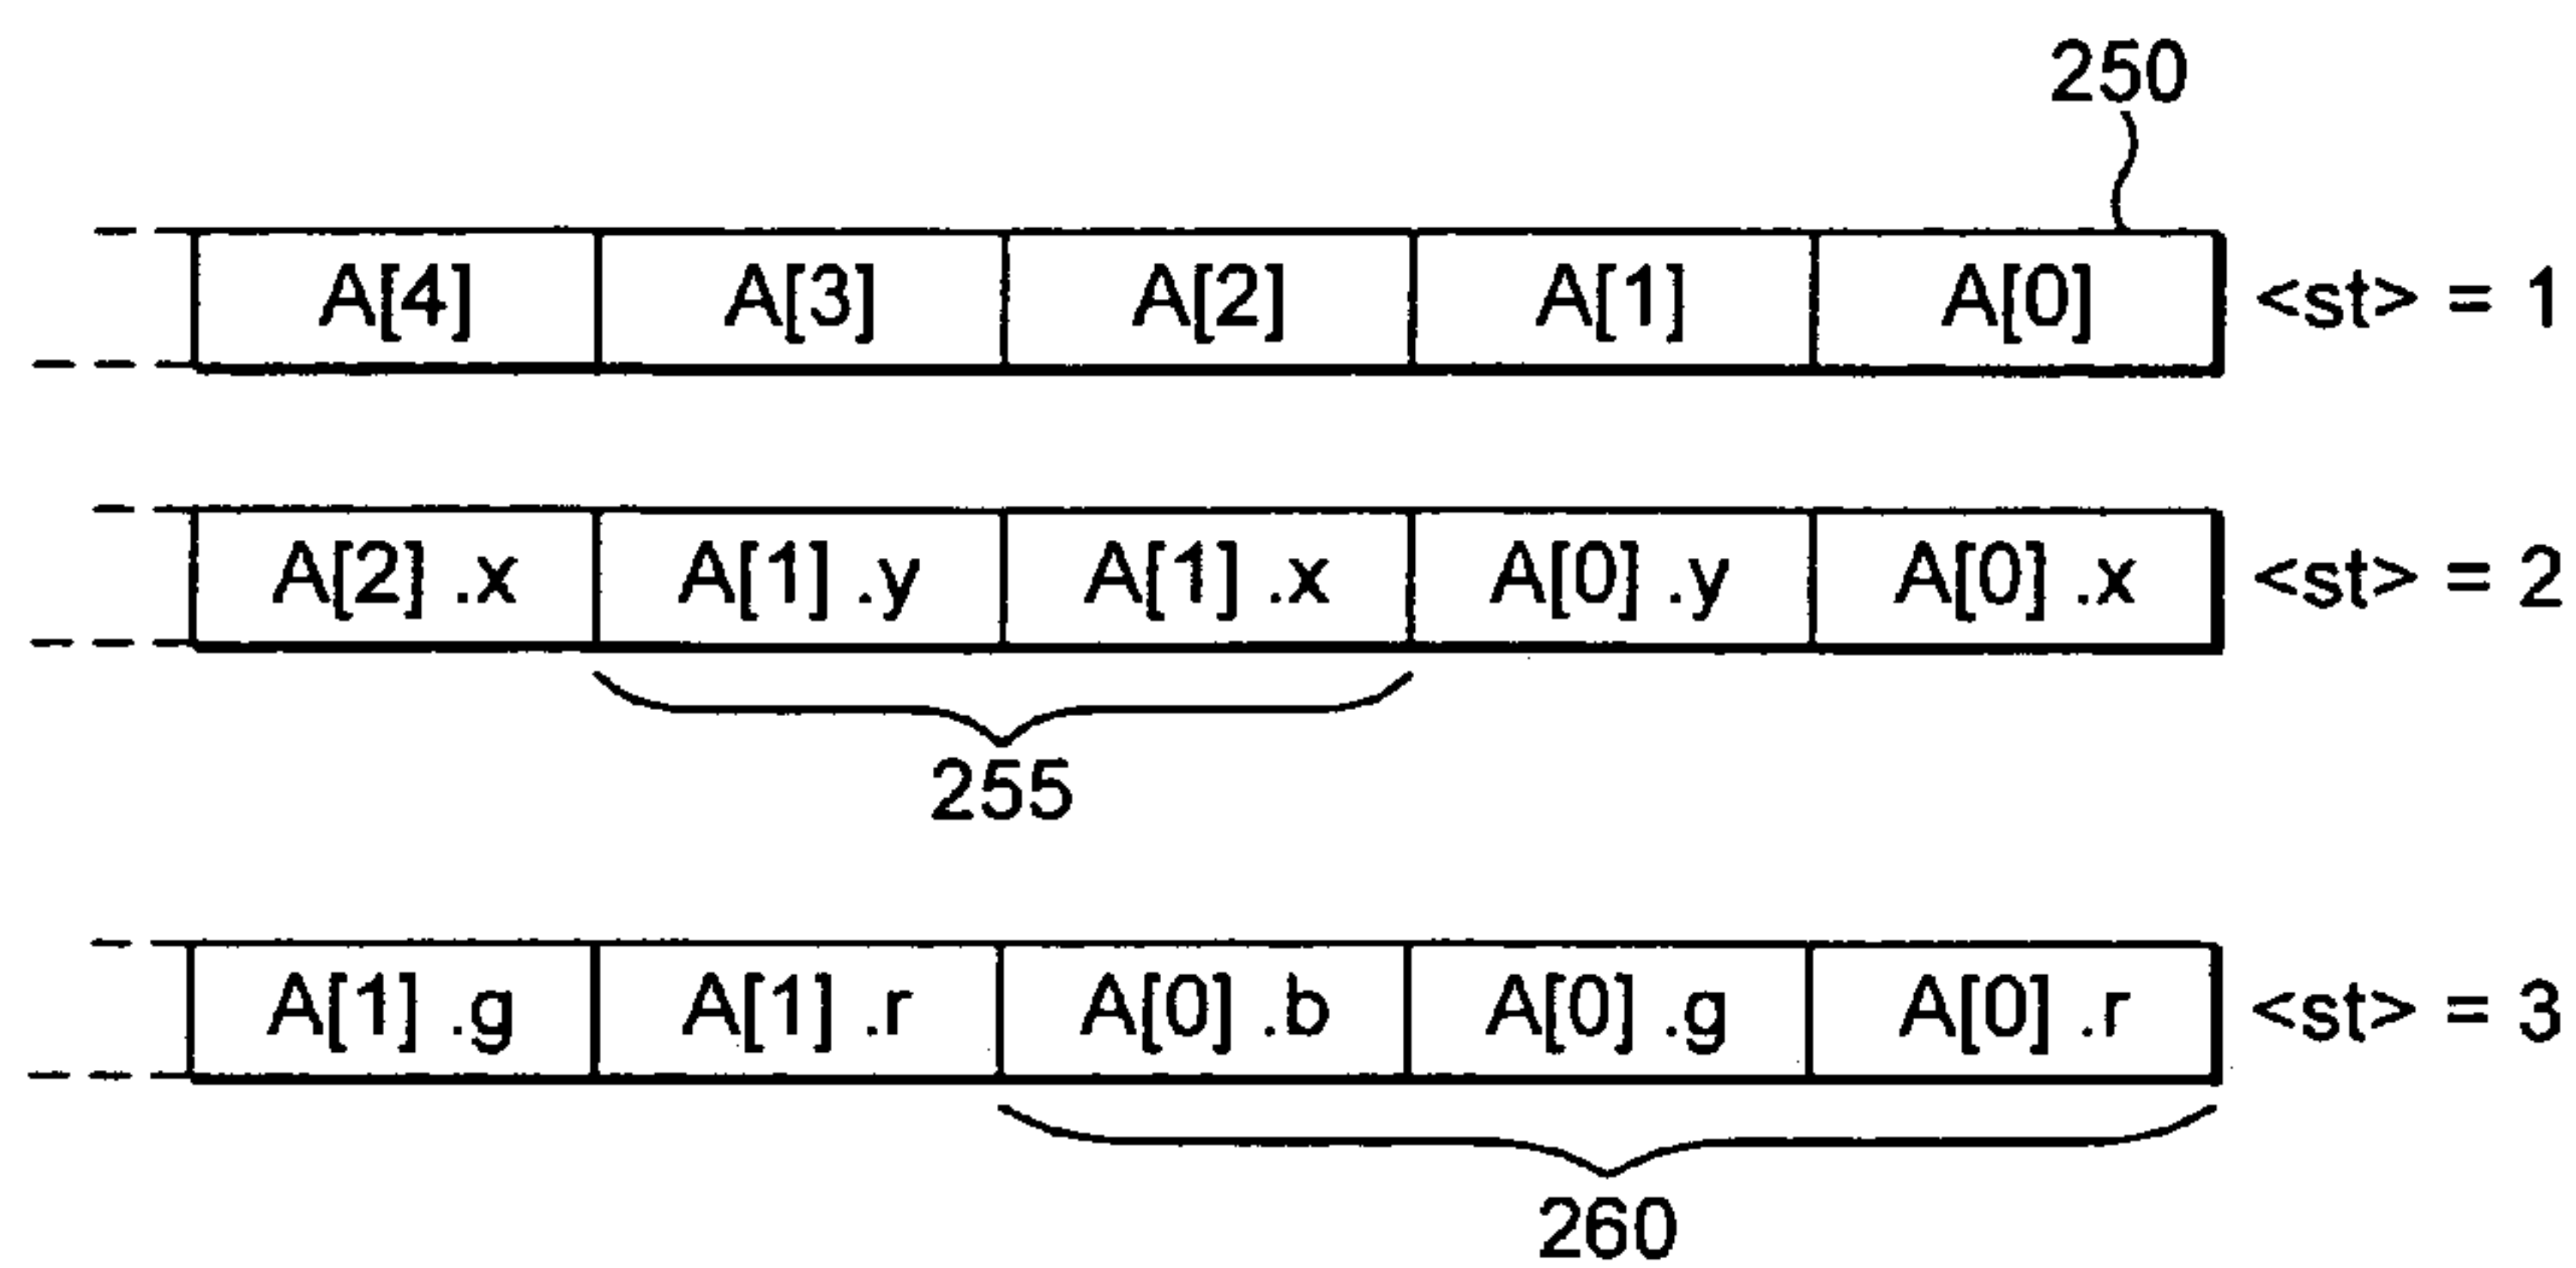 250
A[4] A[3] A[2] A[1] A[0] <st> = 1
A[2] .x A[1] .y A[1] .x A[0] .y A[0] .x <st> = 2
255
A[1] .g A[1] .r A[0] .b A[0] .g A[0] .r <st> = 3
260